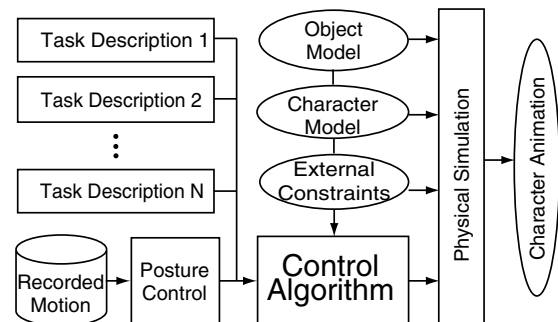 Task Description 1
Task Description 2
Task Description N
Recorded
Motion
Posture
Control
Object
Model
Character
Model
External
Constraints
Control
Algorithm
Physical Simulation
Character Animation